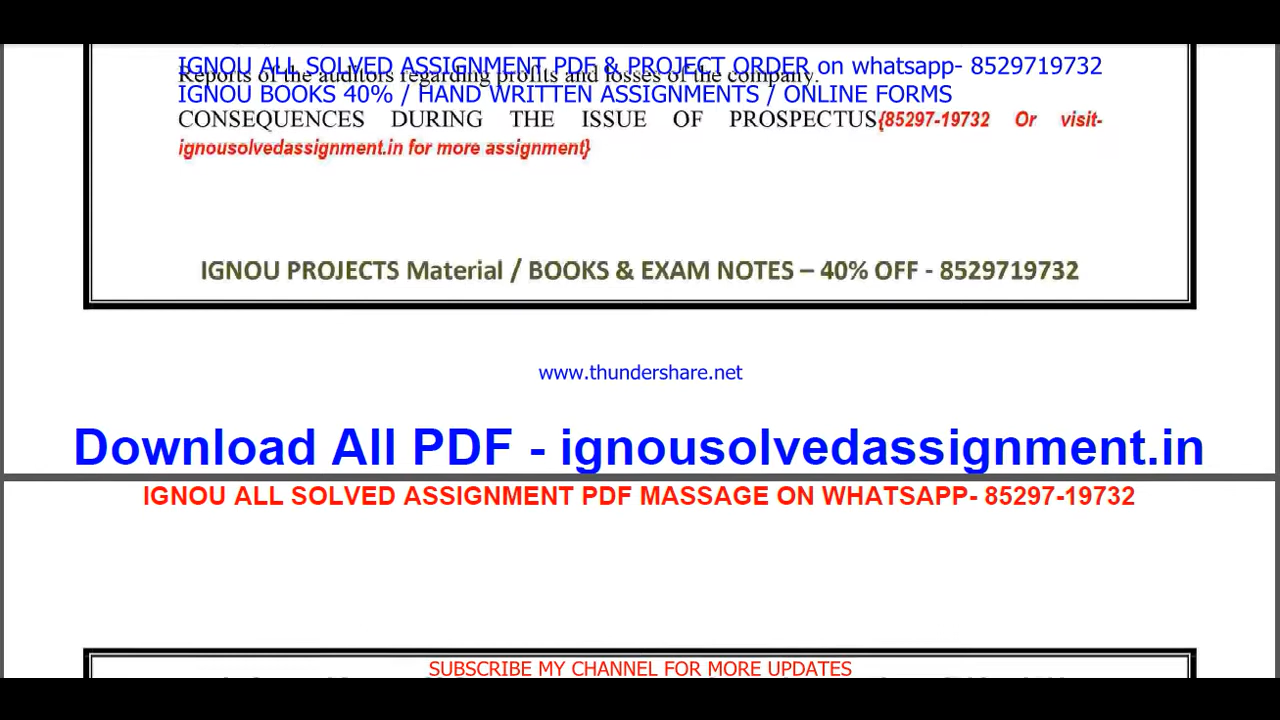 IGNOU ALL SOLVED ASSIGNMENT PDF & PROJECT ORDER on whatsapp- 8529719732
Reports of the auditors regarding profits and losses of the company.
IGNOU BOOKS 40% / HAND WRITTEN ASSIGNMENTS / ONLINE FORMS
CONSEQUENCES DURING THE ISSUE OF PROSPECTUS{85297-19732 Or visit-
ignousolvedassignment.in for more assignment}
IGNOU PROJECTS Material / BOOKS & EXAM NOTES – 40% OFF - 8529719732
www.thundershare.net
Download All PDF - ignousolvedassignment.in
IGNOU ALL SOLVED ASSIGNMENT PDF MASSAGE ON WHATSAPP- 85297-19732
SUBSCRIBE MY CHANNEL FOR MORE UPDATES